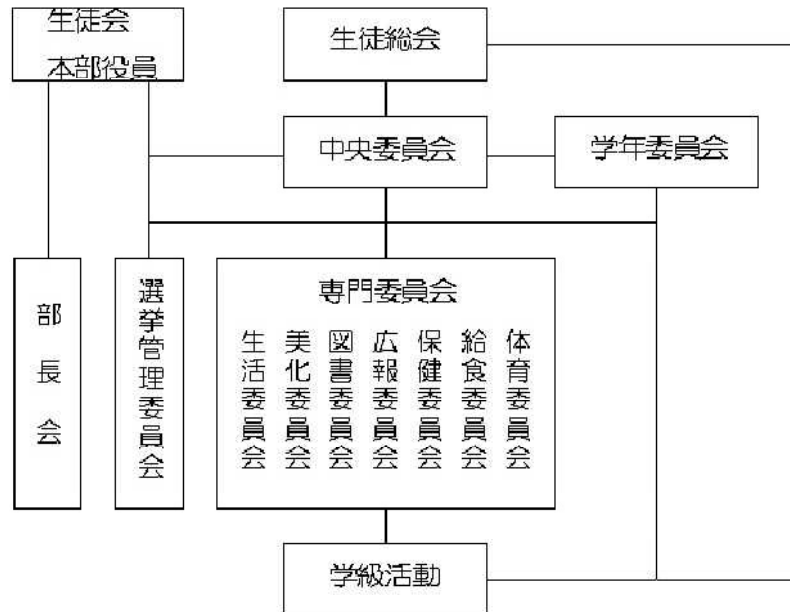 生徒会
本部役員
生徒総会
中央委員会
学年委員会
部長会
選挙管理委員会
専門委員会
生活委員会
美化委員会
図書委員会
広報委員会
保健委員会
給食委員会
体育委員会
学級活動